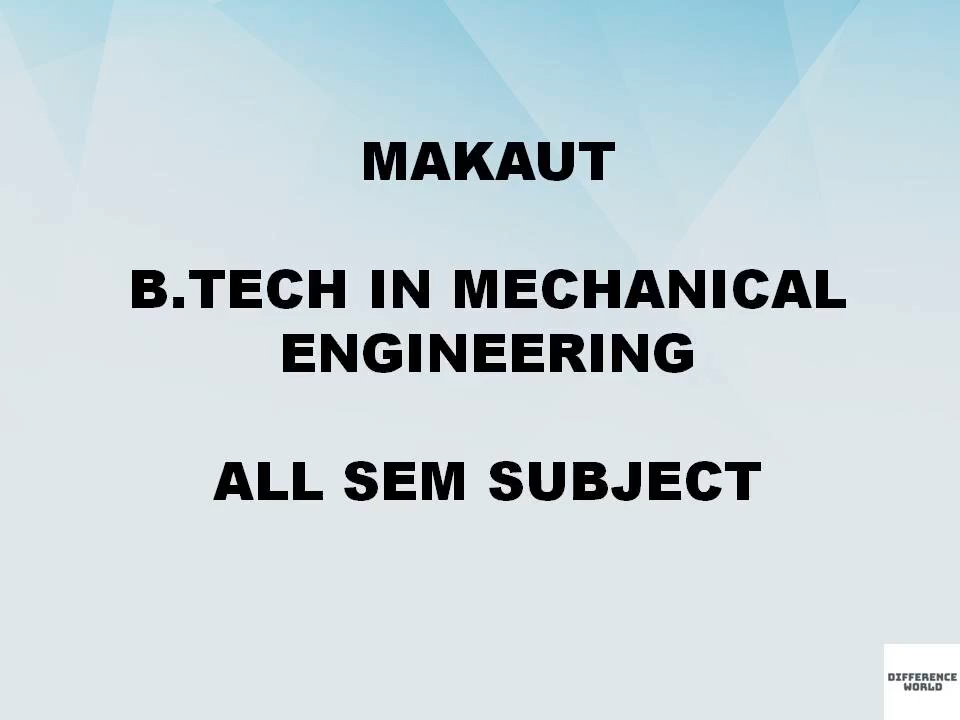 MAKAUT
B.TECH IN MECHANICAL
ENGINEERING
ALL SEM SUBJECT
DIFFERENCE
WORLD